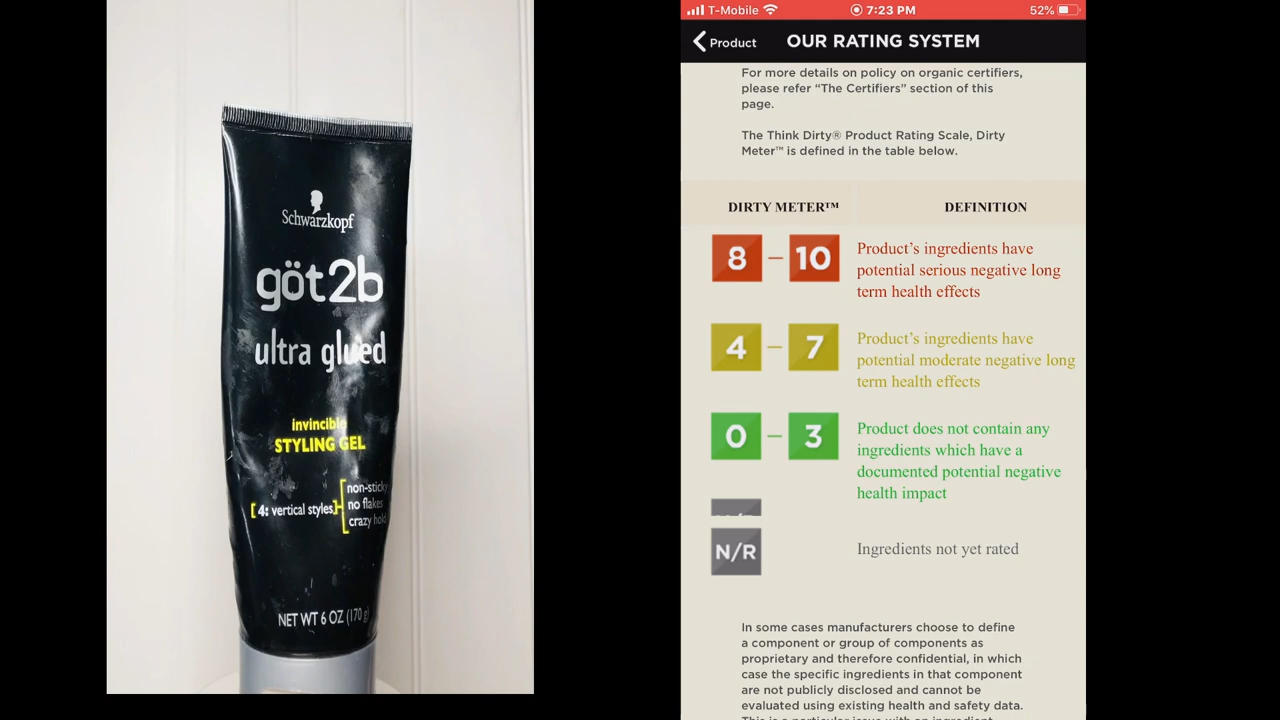 Schwarzkopf
göt2b
ultra glued
invincible
STYLING GEL
[4: vertical styles]
non-sticky
no flakes
crazy hold
NET WT 6 OZ (170 g)
T-Mobile
7:23 PM
52%
Product
OUR RATING SYSTEM
For more details on policy on organic certifiers,
please refer “The Certifiers” section of this
page.
The Think Dirty® Product Rating Scale, Dirty
Meter™ is defined in the table below.
DIRTY METER™ DEFINITION
8 – 10
Product’s ingredients have
potential serious negative long
term health effects
4 – 7
Product’s ingredients have
potential moderate negative long
term health effects
0 – 3
Product does not contain any
ingredients which have a
documented potential negative
health impact
N/R
Ingredients not yet rated
In some cases manufacturers choose to define
a component or group of components as
proprietary and therefore confidential, in which
case the specific ingredients in that component
are not publicly disclosed and cannot be
evaluated using existing health and safety data.
This is a particular issue with an ingredient